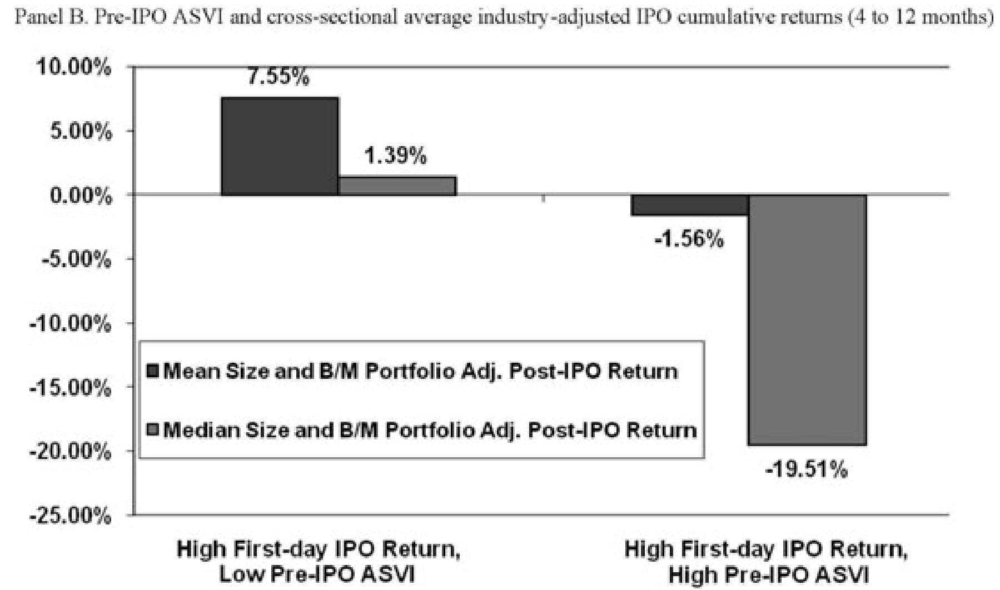 Panel B. Pre-IPO ASVI and cross-sectional average industry-adjusted IPO cumulative returns (4 to 12 months)
10.00%
7.55%
5.00%
1.39%
0.00%
-1.56%
-5.00%
-10.00%
Mean Size and B/M Portfolio Adj. Post-IPO Return
-15.00%
Median Size and B/M Portfolio Adj. Post-IPO Return
-20.00%
-19.51%
-25.00%
High First-day IPO Return,
Low Pre-IPO ASVI
High First-day IPO Return,
High Pre-IPO ASVI